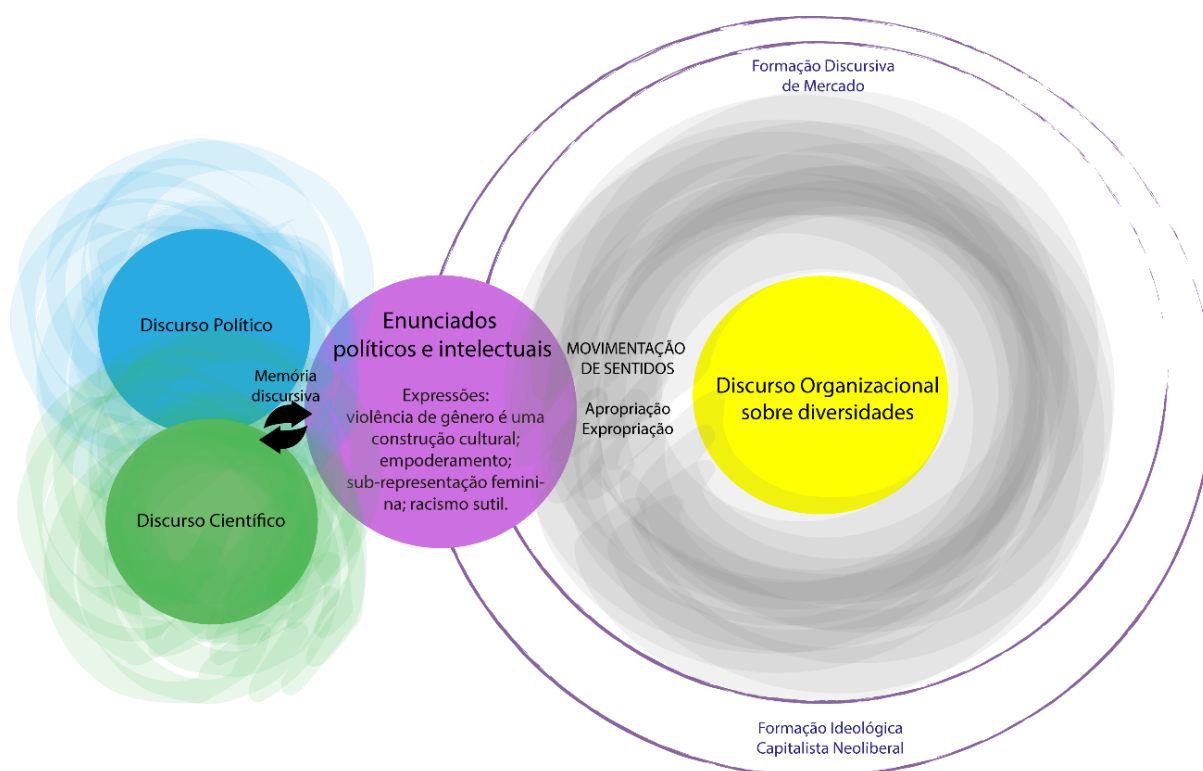 Formação Discursiva
de Mercado
Discurso Político
Memória
discursiva
Discurso Científico
Enunciados
políticos e intelectuais
Expressões:
violência de gênero é uma
construção cultural;
empoderamento;
sub-representação femini-
na; racismo sutil.
MOVIMENTAÇÃO
DE SENTIDOS
Apropriação
Expropriação
Discurso Organizacional
sobre diversidades
Formação Ideológica
Capitalista Neoliberal